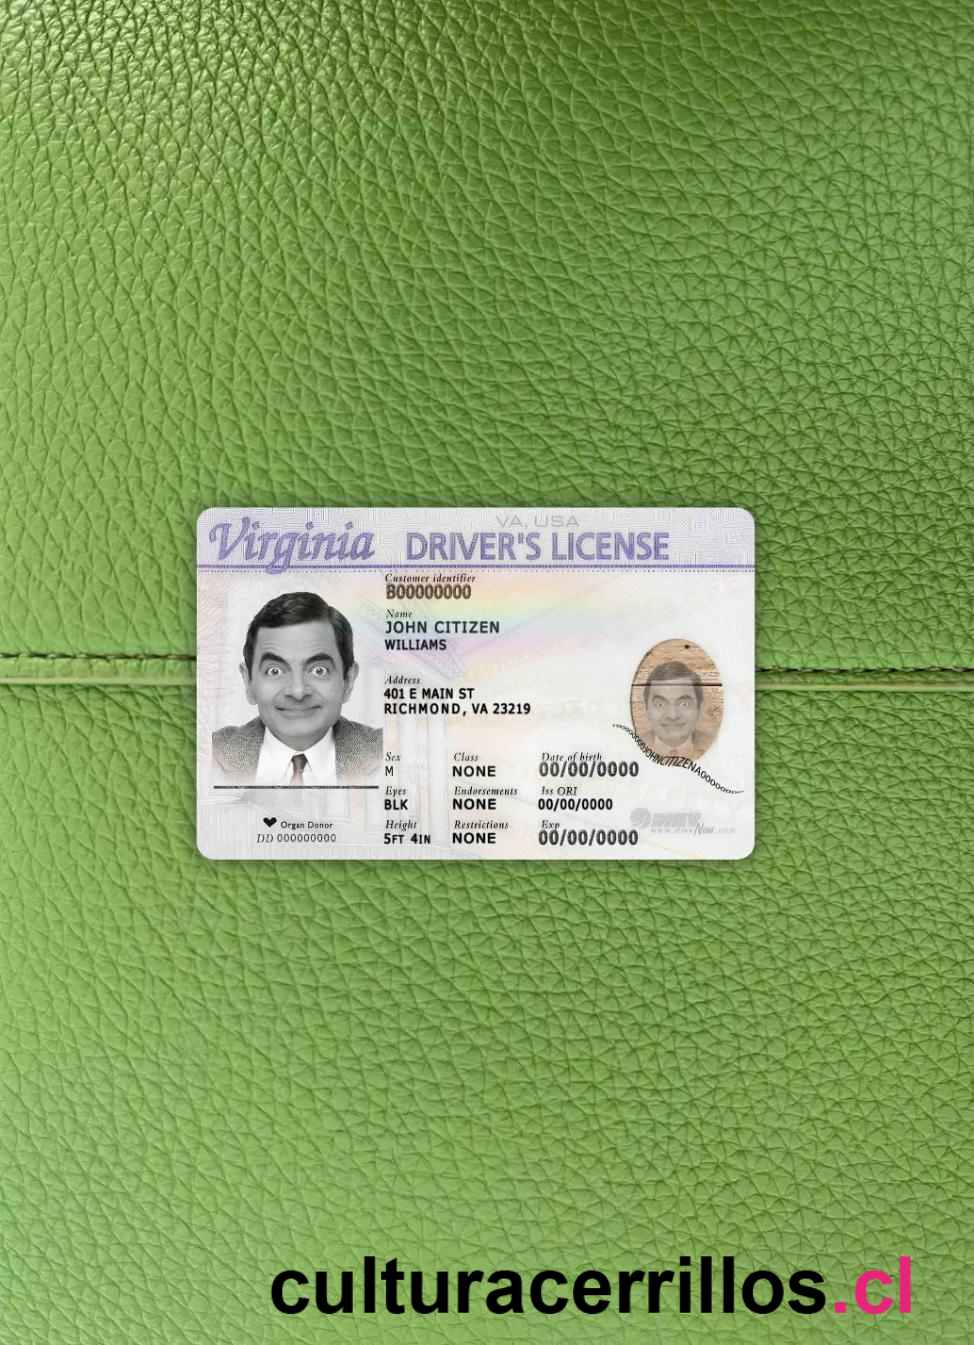 VA, USA
Virginia DRIVER'S LICENSE
Customer identifier
B00000000
Name
JOHN CITIZEN
WILLIAMS
Address
401 E MAIN ST
RICHMOND, VA 23219
Sex Class Date of birth
M NONE 00/00/0000
Eyes Endorsements Iss ORI
BLK NONE 00/00/0000
Height Restrictions Exp
5FT 4IN NONE 00/00/0000
Organ Donor
DD 000000000
culturacerrillos.cl